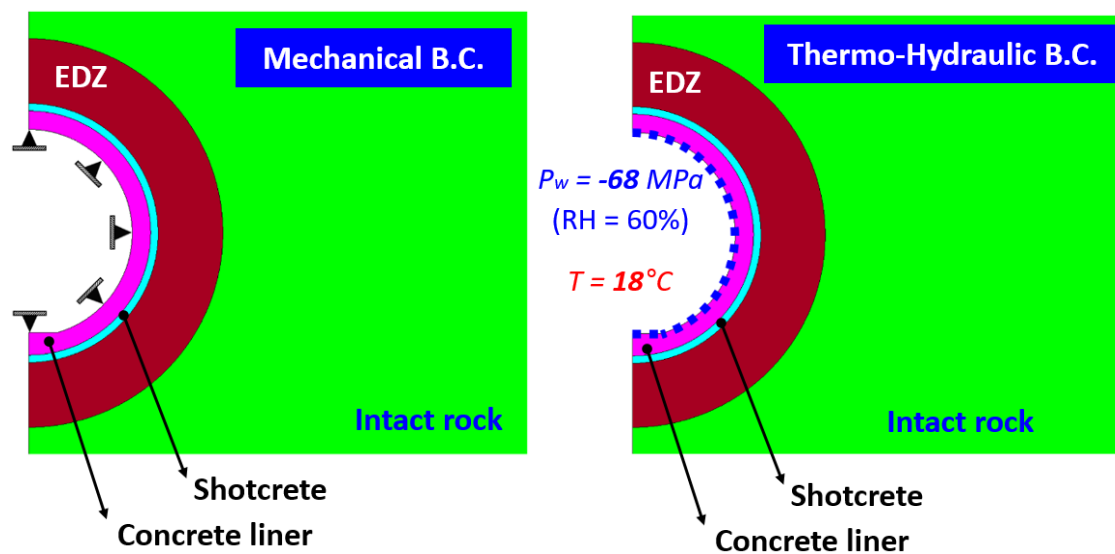 Mechanical B.C.
EDZ
Intact rock
Shotcrete
Concrete liner
Thermo-Hydraulic B.C.
EDZ
Pw = -68 MPa
(RH = 60%)
T = 18°C
Intact rock
Shotcrete
Concrete liner